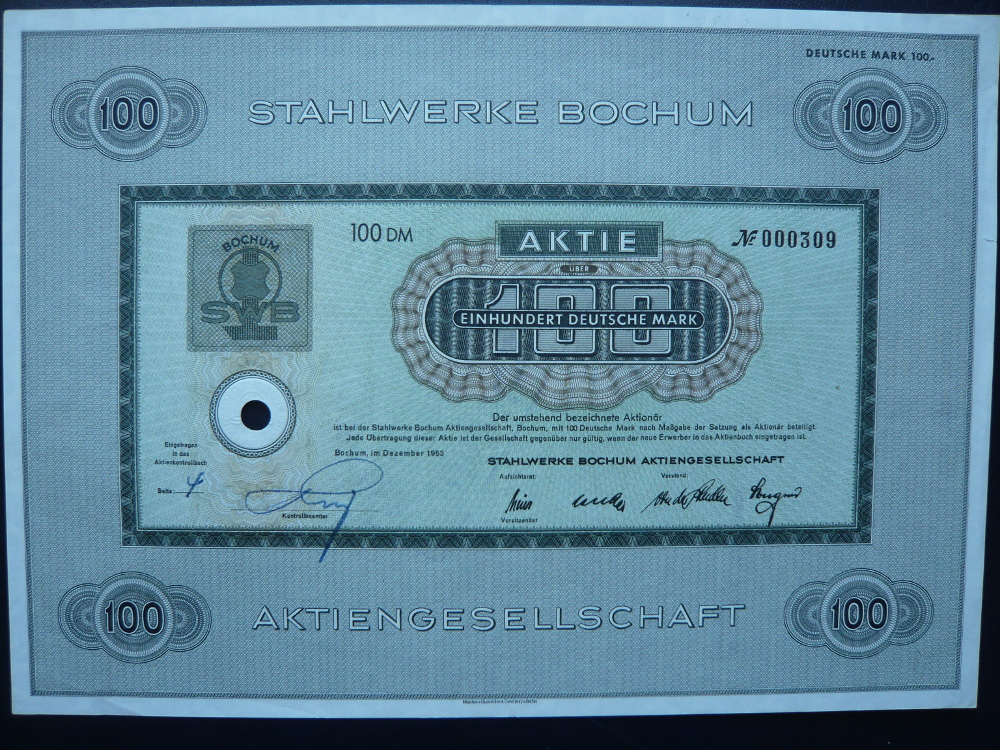 DEUTSCHE MARK 100.-
100
STAHLWERKE BOCHUM
100
BOCHUM
SWB
100 DM
AKTIE
№ 000309
ÜBER
100
EINHUNDERT DEUTSCHE MARK
Der umstehend bezeichnete Aktionär
ist bei der Stahlwerke Bochum Aktiengesellschaft, Bochum, mit 100 Deutsche Mark nach Maßgabe der Satzung als Aktionär beteiligt.
Jede Übertragung dieser Aktie ist der Gesellschaft gegenüber nur gültig, wenn der neue Erwerber in das Aktienbuch eingetragen ist.
Bochum, im Dezember 1953
STAHLWERKE BOCHUM AKTIENGESELLSCHAFT
Eingetragen
in das
Aktienkontrollbuch
Seite 4
Kontrollbeamter
Aufsichtsrat:
Vorstand:
Vorsitzender
100
AKTIENGESELLSCHAFT
100